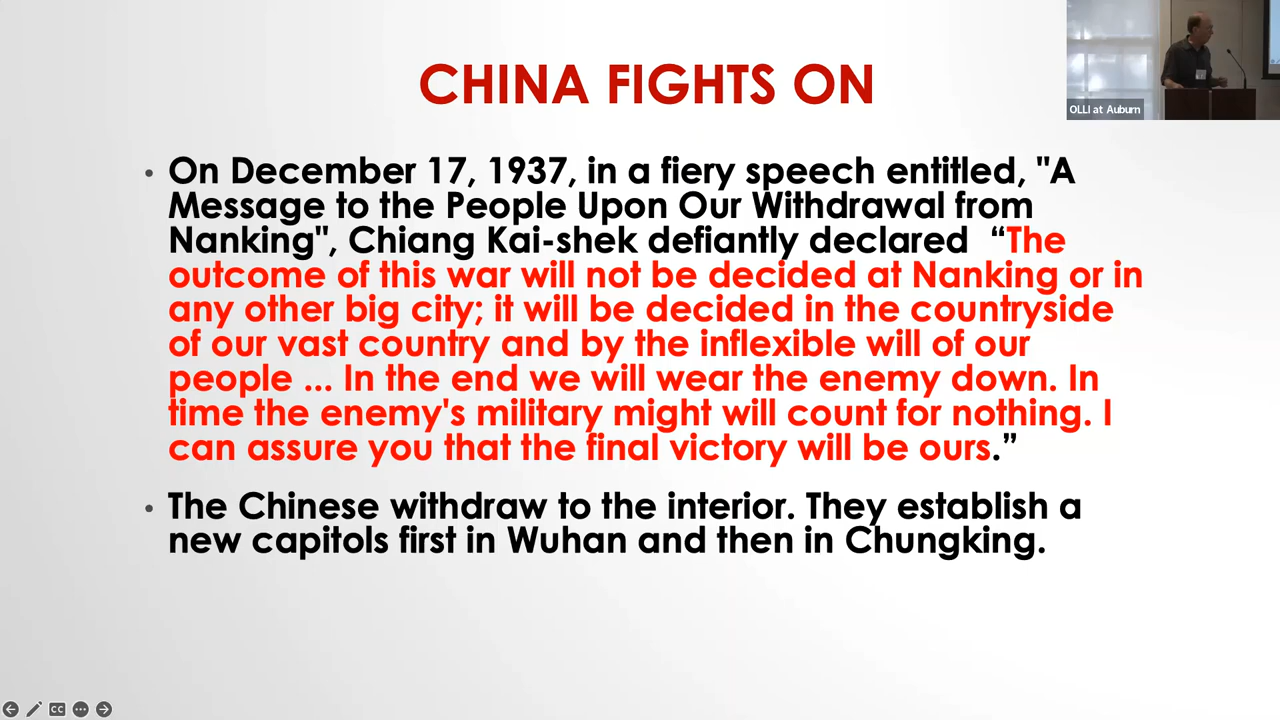 CHINA FIGHTS ON
OLLI at Auburn
• On December 17, 1937, in a fiery speech entitled, "A
Message to the People Upon Our Withdrawal from
Nanking", Chiang Kai-shek defiantly declared “The
outcome of this war will not be decided at Nanking or in
any other big city; it will be decided in the countryside
of our vast country and by the inflexible will of our
people ... In the end we will wear the enemy down. In
time the enemy's military might will count for nothing. I
can assure you that the final victory will be ours.”
• The Chinese withdraw to the interior. They establish a
new capitols first in Wuhan and then in Chungking.
CC